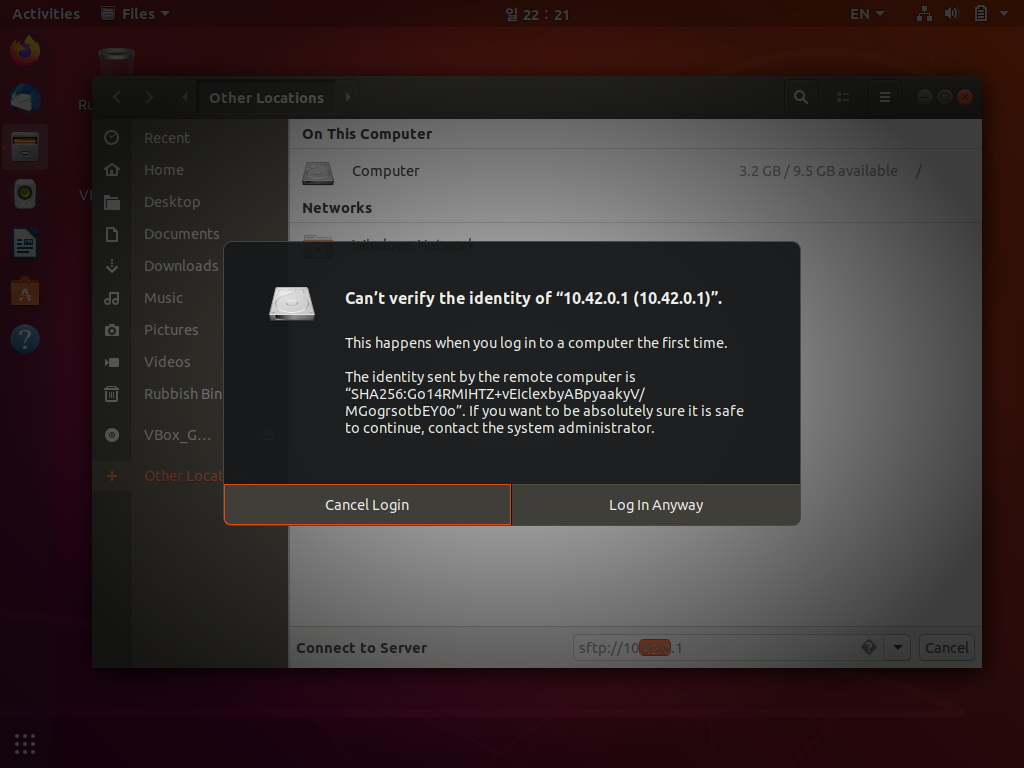 Activities
Files
일 22 : 21
EN
Other Locations
Recent
Home
Desktop
Documents
Downloads
Music
Pictures
Videos
Rubbish Bin
VBox_G…
Other Locat
On This Computer
Computer
3.2 GB / 9.5 GB available
/
Networks
Windows Network
Can’t verify the identity of “10.42.0.1 (10.42.0.1)”.
This happens when you log in to a computer the first time.
The identity sent by the remote computer is
“SHA256:Go14RMIHTZ+vEIclexbyABpyaakyV/
MGogrsotbEY0o”. If you want to be absolutely sure it is safe
to continue, contact the system administrator.
Cancel Login
Log In Anyway
Connect to Server
sftp://10.42.0.1
Cancel